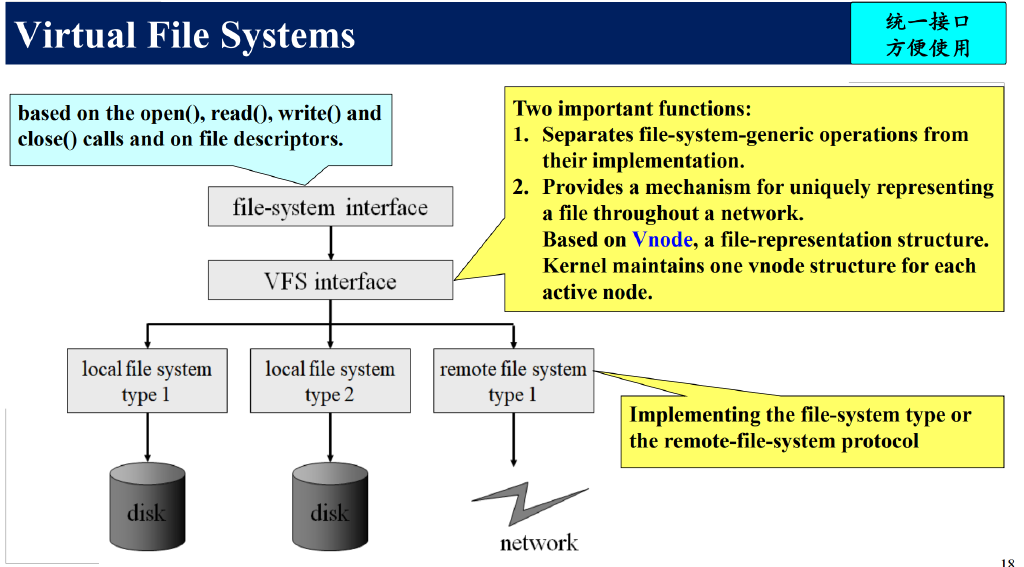 Virtual File Systems
统一接口
方便使用
based on the open(), read(), write() and
close() calls and on file descriptors.
Two important functions:
1. Separates file-system-generic operations from
their implementation.
2. Provides a mechanism for uniquely representing
a file throughout a network.
Based on Vnode, a file-representation structure.
Kernel maintains one vnode structure for each
active node.
file-system interface
VFS interface
local file system
type 1
local file system
type 2
remote file system
type 1
Implementing the file-system type or
the remote-file-system protocol
disk
disk
network
18